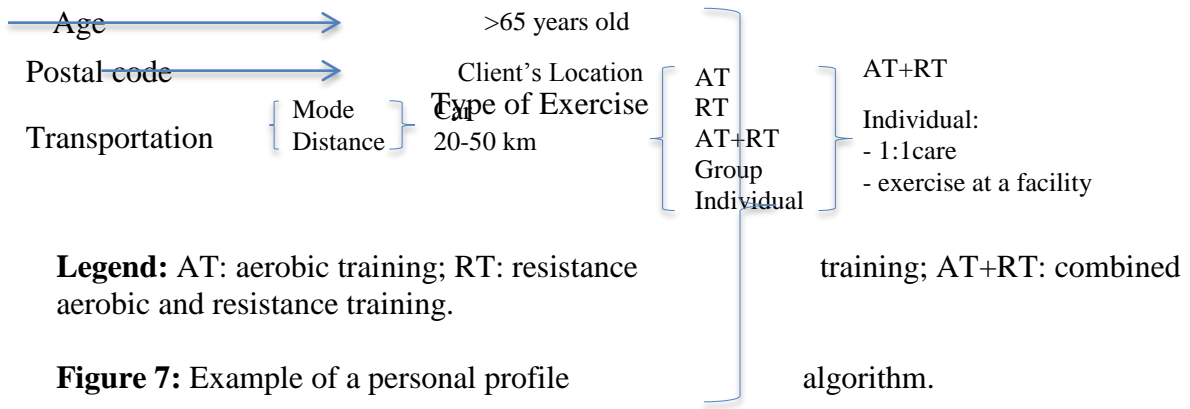 Age >65 years old
Postal code Client's Location
Type of Exercise
Transportation
Mode Car
Distance 20-50 km
AT
RT
AT+RT
Group
Individual
AT+RT
Individual:
- 1:1care
- exercise at a facility
Legend: AT: aerobic training; RT: resistance training; AT+RT: combined
aerobic and resistance training.
Figure 7: Example of a personal profile algorithm.